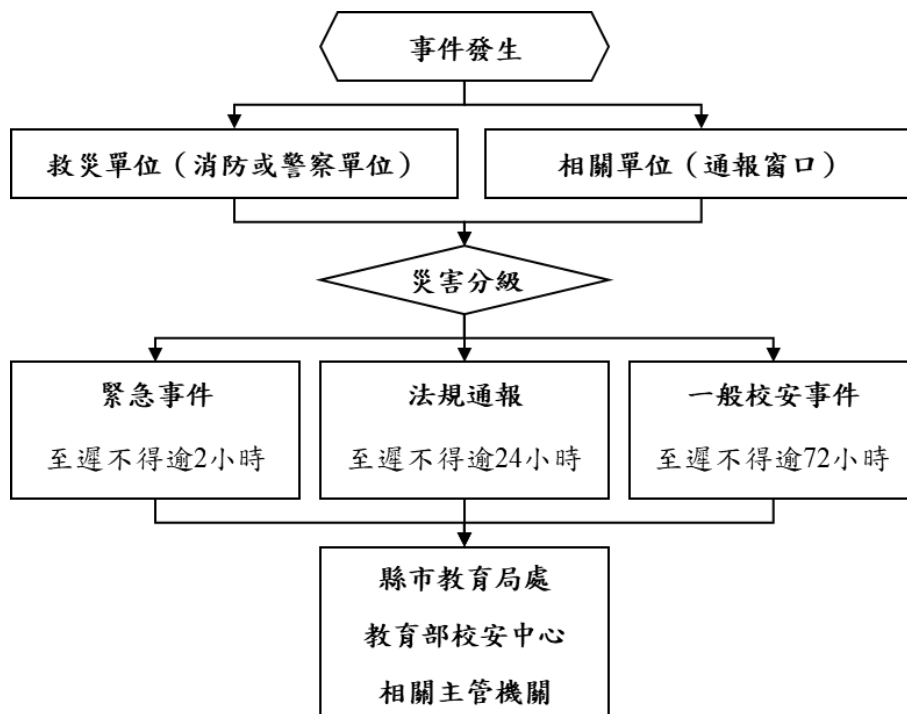 事件發生
救災單位（消防或警察單位）
相關單位（通報窗口）
災害分級
緊急事件
至遲不得逾2小時
法規通報
至遲不得逾24小時
一般校安事件
至遲不得逾72小時
縣市教育局處
教育部校安中心
相關主管機關